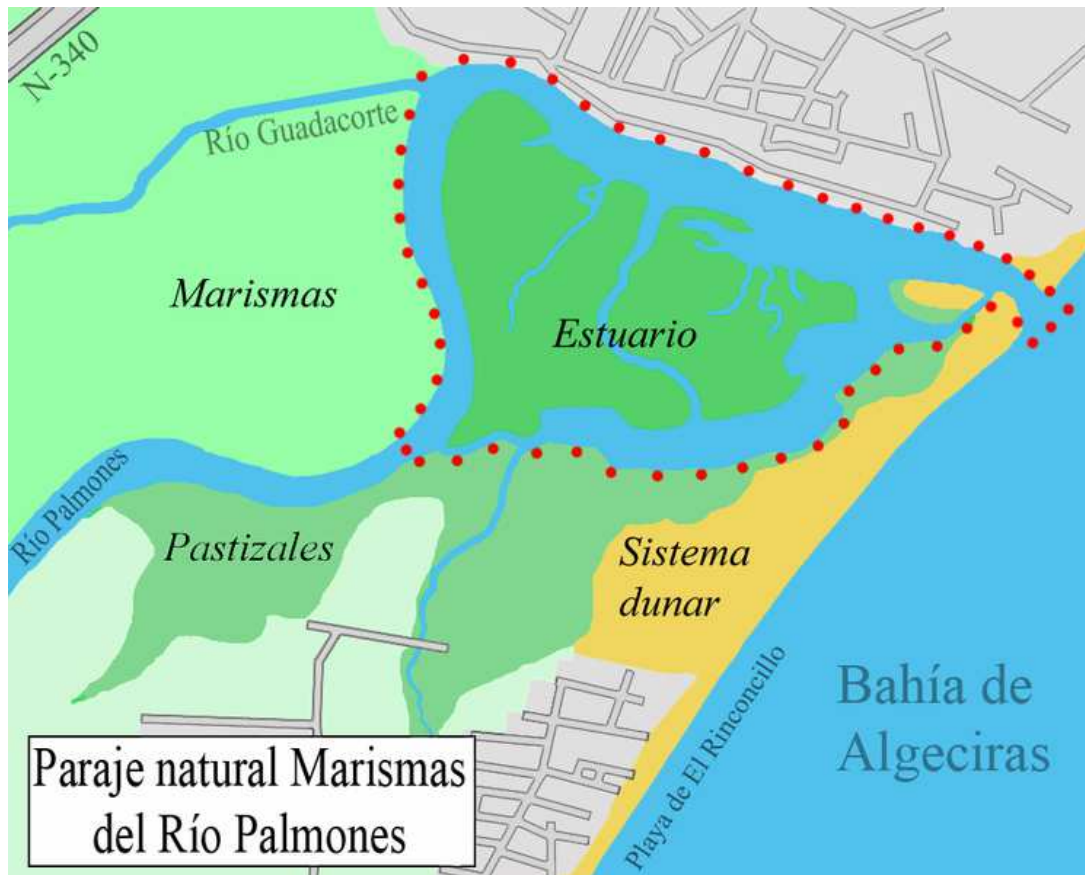 N-340
Río Guadacorte
Marismas
Estuario
Río Palmones
Pastizales
Sistema
dunar
Playa de El Rinconcillo
Bahía de
Algeciras
Paraje natural Marismas
del Río Palmones